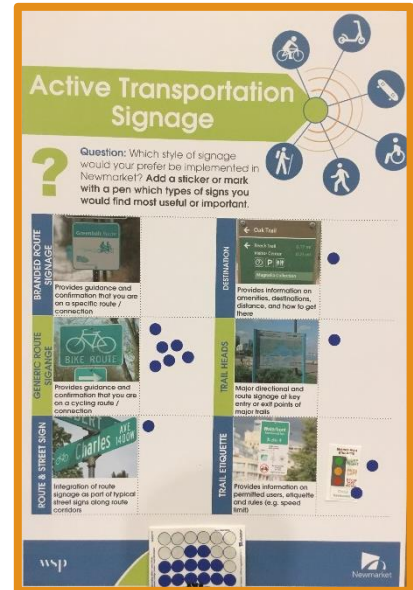 Active Transportation
Signage
?
Question: Which style of signage
would your prefer be implemented in
Newmarket? Add a sticker or mark
with a pen which types of signs you
would find most useful or important.
BRANDED ROUTE
SIGNAGE
Greenbelt Route
Provides guidance and
confirmation that you are
on a specific route /
connection
DESTINATION
Oak Trail
Provides information on
amenities, destinations,
distance, and how to get
there
GENERIC ROUTE
SIGANGE
BIKE ROUTE
Provides guidance and
confirmation that you are
on a cycling route /
connection
TRAIL HEADS
Major directional and
route signage at key
entry or exit points of
major trails
ROUTE & STREET SIGN
Charles AVE
1400W
Integration of route
signage as part of typical
street signs along route
corridors
TRAIL ETIQUETTE
Provides information on
permitted users, etiquette
and rules (e.g. speed
limit)
wsp
Newmarket